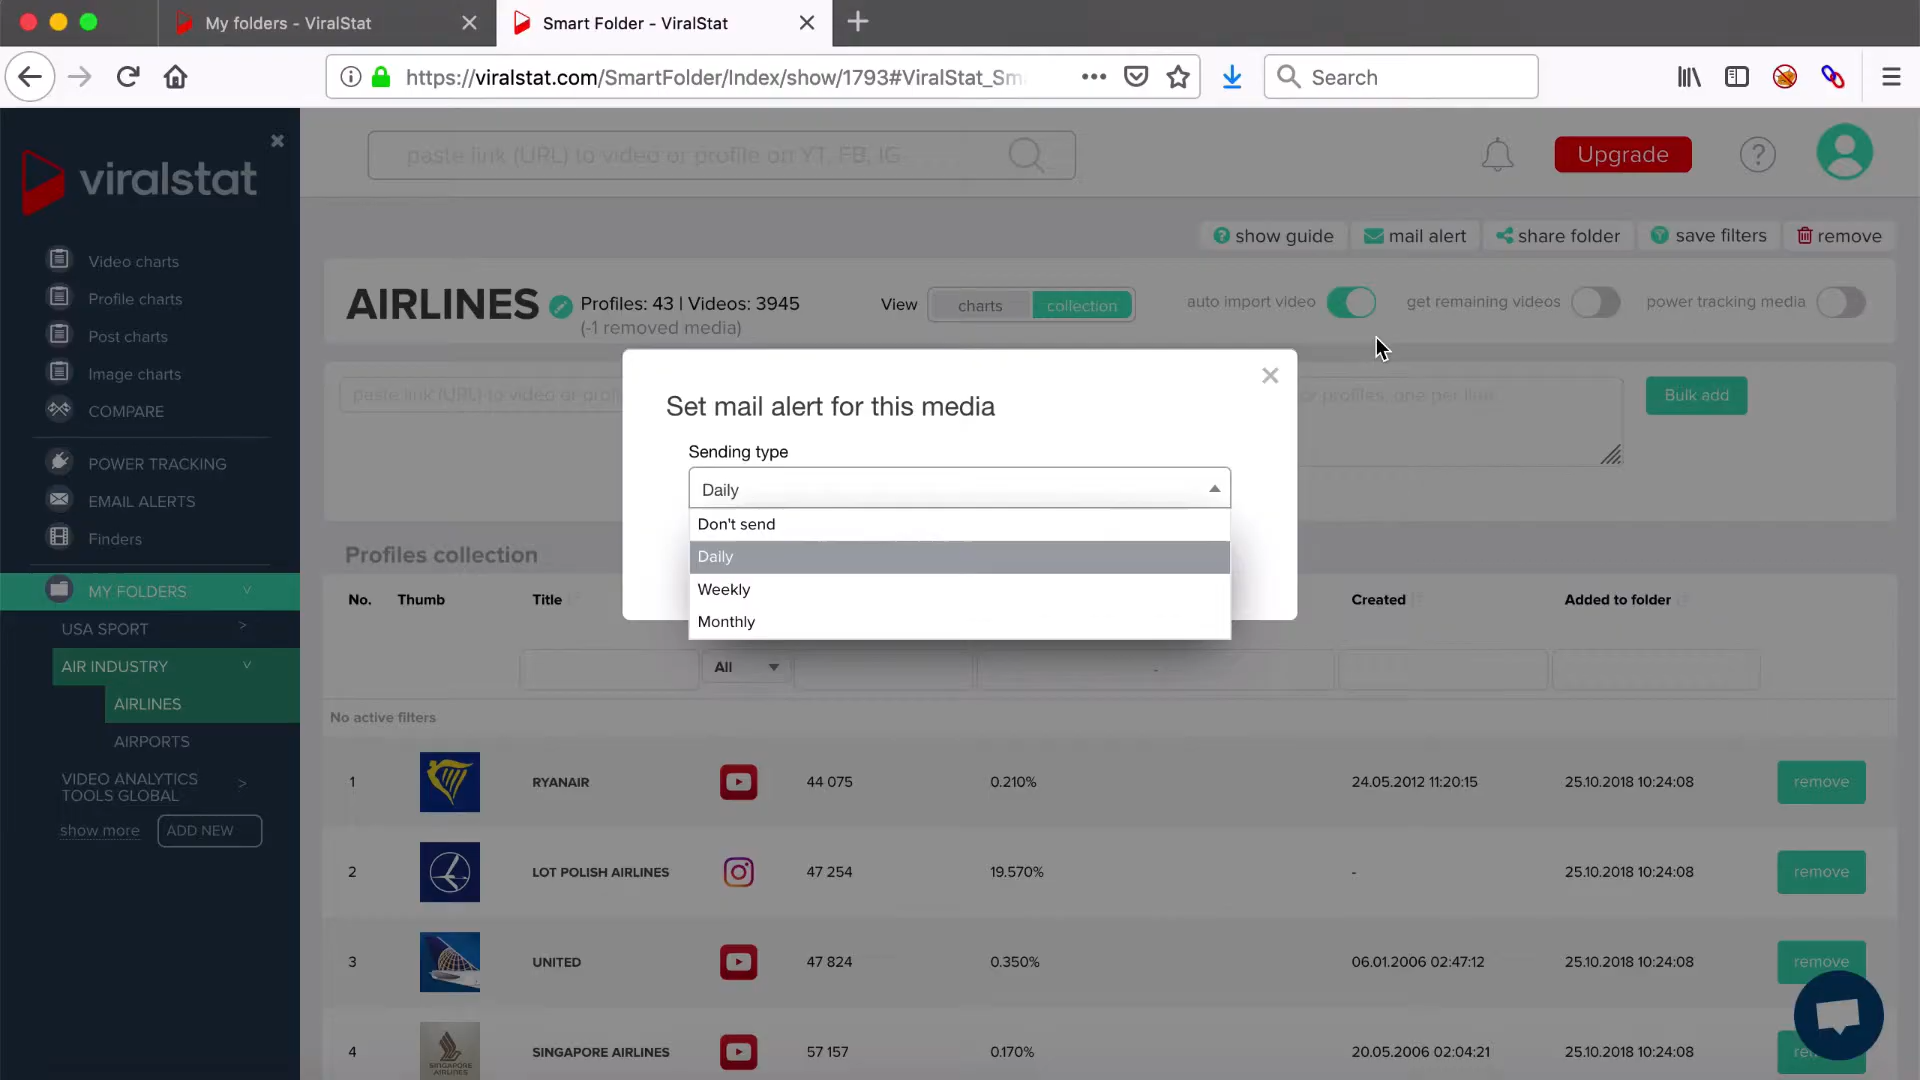 My folders - ViralStat
Smart Folder - ViralStat
https://viralstat.com/SmartFolder/Index/show/1793#ViralStat_Sm
Search
viralstat
paste link (URL) to video or profile on YT, FB, IG
Upgrade
?
show guide
mail alert
share folder
save filters
remove
Video charts
Profile charts
Post charts
Image charts
COMPARE
POWER TRACKING
EMAIL ALERTS
Finders
MY FOLDERS
USA SPORT
AIR INDUSTRY
AIRLINES
AIRPORTS
VIDEO ANALYTICS
TOOLS GLOBAL
show more
ADD NEW
AIRLINES
Profiles: 43 | Videos: 3945
(-1 removed media)
View
charts
collection
auto import video
get remaining videos
power tracking media
paste link (URL) to video or prof
or profiles, one per line
Bulk add
Set mail alert for this media
Sending type
Daily
Don't send
Daily
Weekly
Monthly
Profiles collection
No. Thumb Title Created Added to folder
All
-
No active filters
1 RYANAIR 44 075 0.210% 24.05.2012 11:20:15 25.10.2018 10:24:08 remove
2 LOT POLISH AIRLINES 47 254 19.570% - 25.10.2018 10:24:08 remove
3 UNITED 47 824 0.350% 06.01.2006 02:47:12 25.10.2018 10:24:08 remove
4 SINGAPORE AIRLINES 57 157 0.170% 20.05.2006 02:04:21 25.10.2018 10:24:08
SINGAPORE
AIRLINES